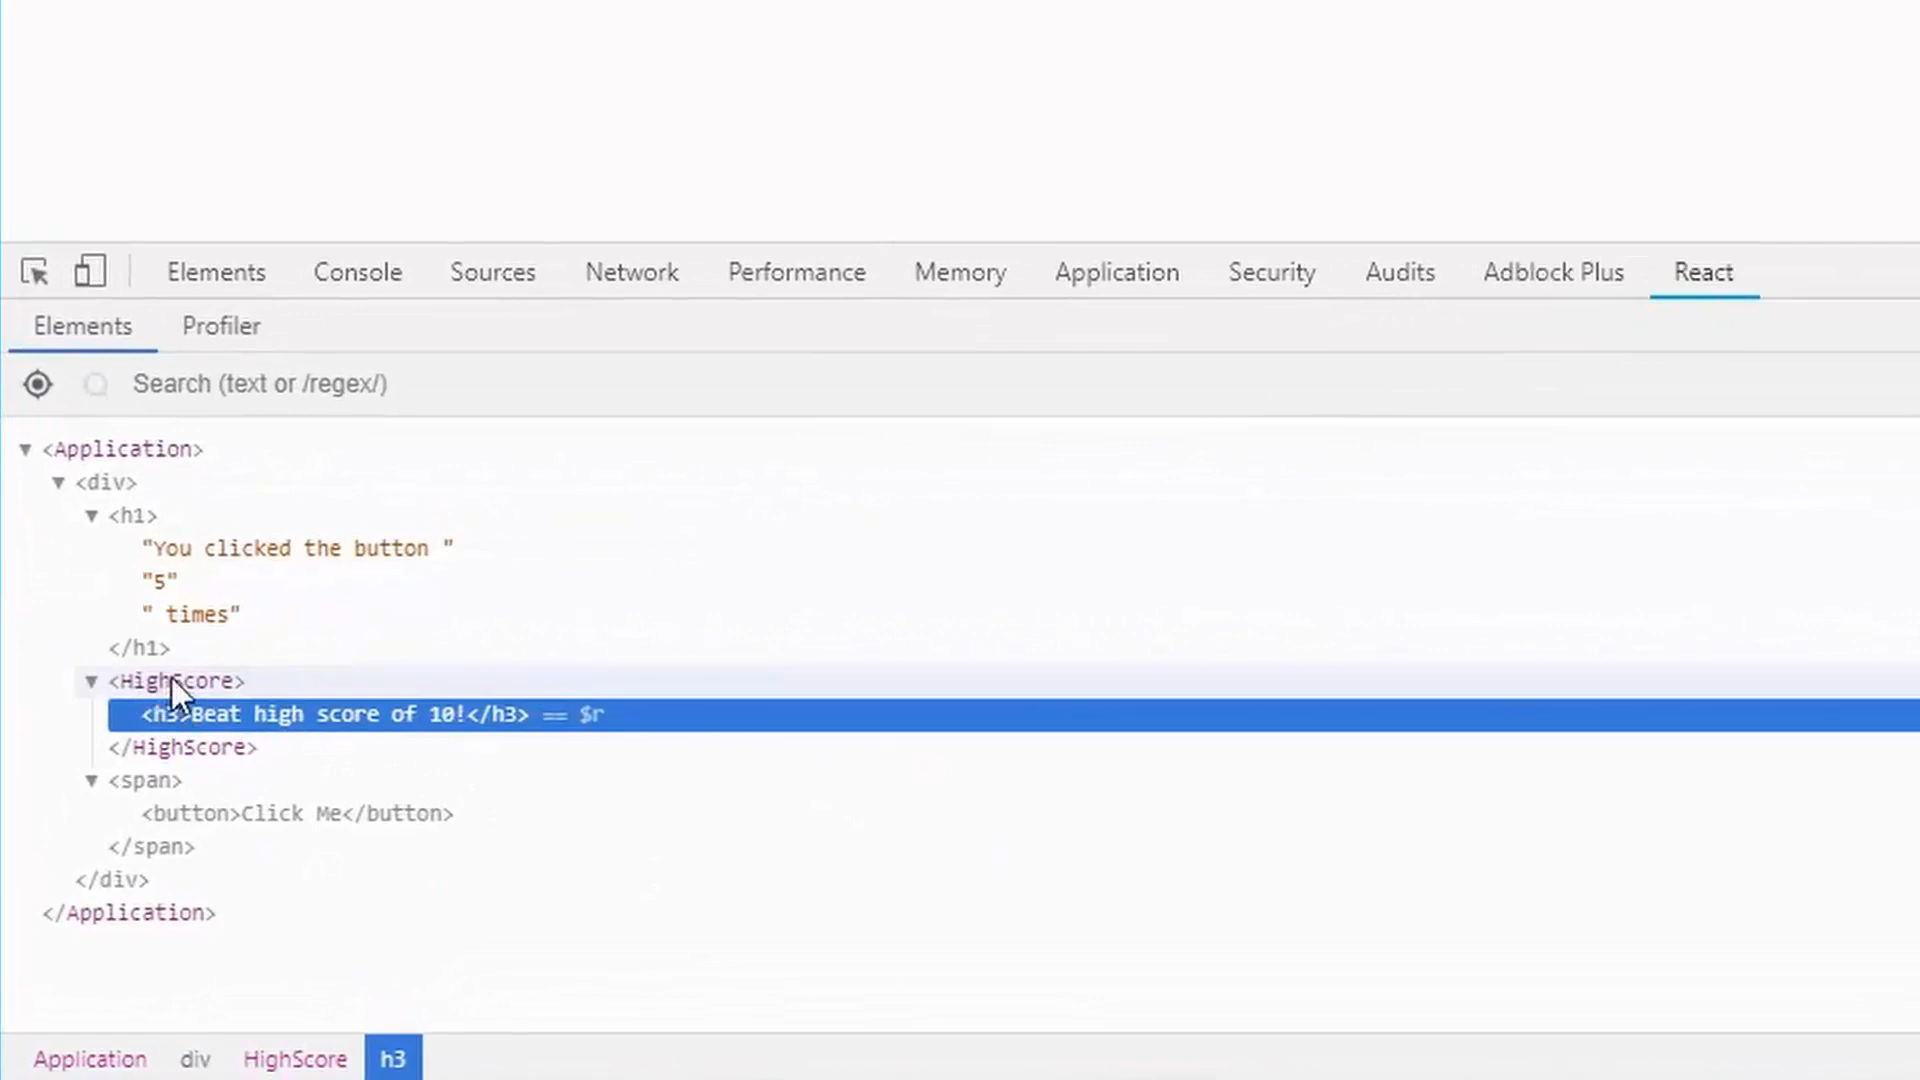 Elements Console Sources Network Performance Memory Application Security Audits Adblock Plus React
Elements Profiler
Search (text or /regex/)
<Application>
<div>
<h1>
"You clicked the button "
"5"
" times"
</h1>
<HighScore>
<h3>Beat high score of 10!</h3> == $r
</HighScore>
<span>
<button>Click Me</button>
</span>
</div>
</Application>
Application div HighScore h3